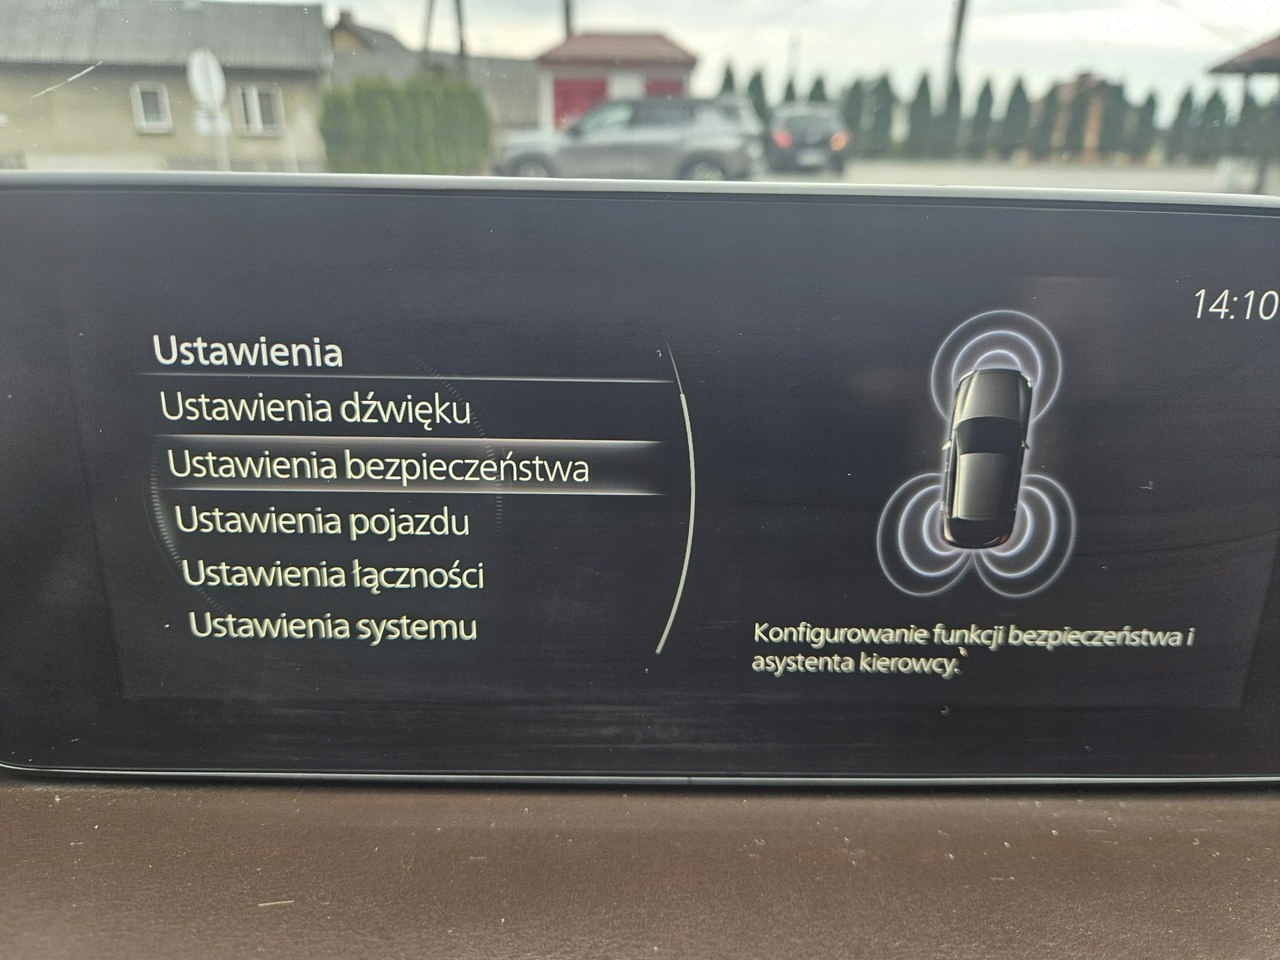 14:10
Ustawienia
Ustawienia dźwięku
Ustawienia bezpieczeństwa
Ustawienia pojazdu
Ustawienia łączności
Ustawienia systemu
Konfigurowanie funkcji bezpieczeństwa i
asystenta kierowcy.